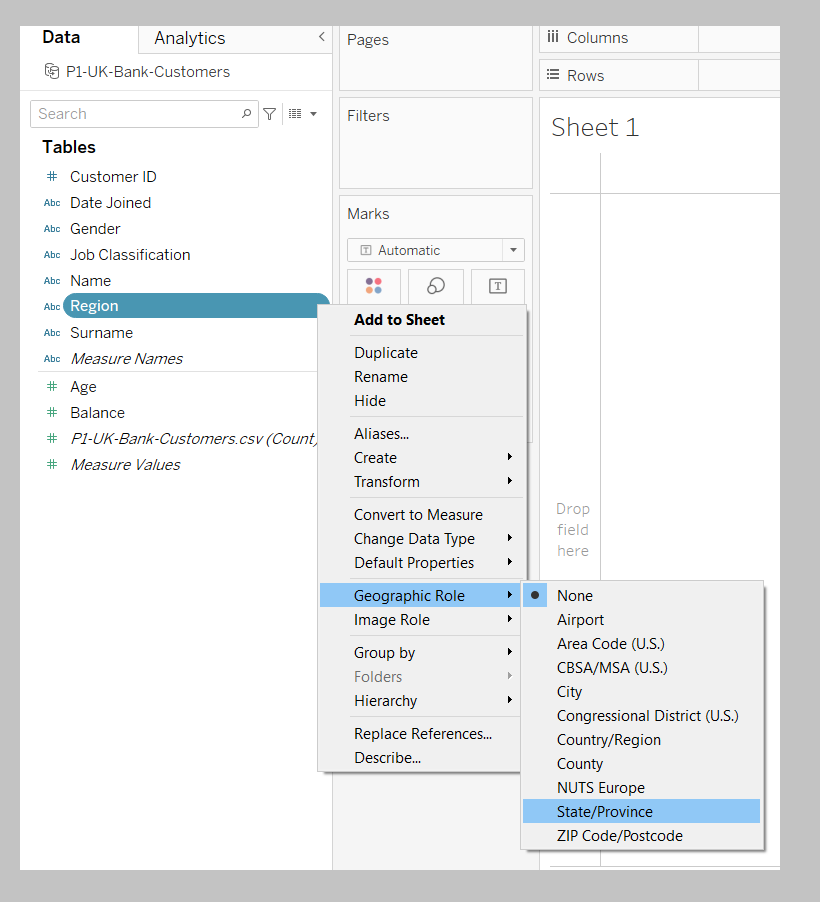 Data
Analytics
P1-UK-Bank-Customers
Search
Tables
# Customer ID
Abc Date Joined
Abc Gender
Abc Job Classification
Abc Name
Abc Region
Abc Surname
Abc Measure Names
# Age
# Balance
# P1-UK-Bank-Customers.csv (Count)
# Measure Values
Pages
Filters
Marks
T Automatic
T
Columns
Rows
Sheet 1
Drop
field
here
Add to Sheet
Duplicate
Rename
Hide
Aliases...
Create
Transform
Convert to Measure
Change Data Type
Default Properties
Geographic Role
Image Role
Group by
Folders
Hierarchy
Replace References...
Describe...
None
Airport
Area Code (U.S.)
CBSA/MSA (U.S.)
City
Congressional District (U.S.)
Country/Region
County
NUTS Europe
State/Province
ZIP Code/Postcode